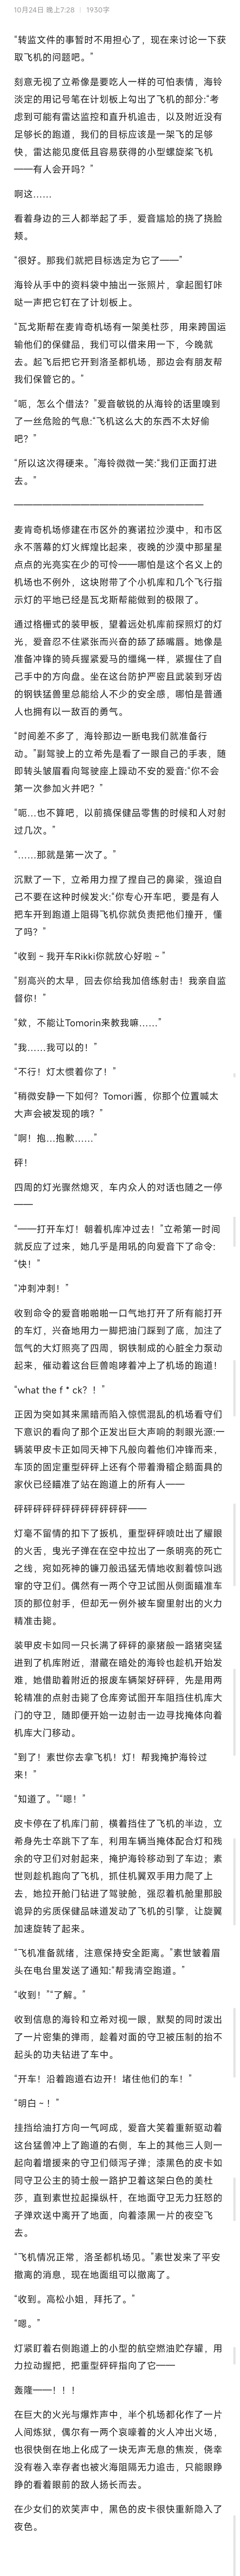 10月24日 晚上7:28 | 1930字
“转监文件的事暂时不用担心了，现在来讨论一下获
取飞机的问题吧。”
刻意无视了立希像是要吃人一样的可怕表情，海铃
淡定的用记号笔在计划板上勾出了飞机的部分:“考
虑到可能有雷达监控和直升机追击，以及附近没有
足够长的跑道，我们的目标应该是一架飞的足够
快，雷达能见度低且容易获得的小型螺旋桨飞机
——有人会开吗？”
啊这……
看着身边的三人都举起了手，爱音尴尬的挠了挠脸
颊。
“很好。那我们就把目标选定为它了——”
海铃从手中的资料袋中抽出一张照片，拿起图钉咔
哒一声把它钉在了计划板上。
“瓦戈斯帮在麦肯奇机场有一架美杜莎，用来跨国运
输他们的保健品，我们可以借来用一下，今晚就
去。起飞后把它开到洛圣都机场，那边会有朋友帮
我们保管它的。”
“呃，怎么个借法？”爱音敏锐的从海铃的话里嗅到
了一丝危险的气息:“飞机这么大的东西不太好偷
吧？”
“所以这次得硬来。”海铃微微一笑:“我们正面打进
去。”
————————————————————
麦肯奇机场修建在市区外的赛诺拉沙漠中，和市区
永不落幕的灯火辉煌比起来，夜晚的沙漠中那星星
点点的光亮实在少的可怜——哪怕是这个名义上的
机场也不例外，这块附带了个小机库和几个飞行指
示灯的平地已经是瓦戈斯帮能做到的极限了。
通过格栅式的装甲板，望着远处机库前探照灯的灯
光，爱音忍不住紧张而兴奋的舔了舔嘴唇。她像是
准备冲锋的骑兵握紧爱马的缰绳一样，紧握住了自
己手中的方向盘。坐在这台防护严密且武装到牙齿
的钢铁猛兽里总能给人不少的安全感，哪怕是普通
人也拥有以一敌百的勇气。
“时间差不多了，海铃那边一断电我们就准备行
动。”副驾驶上的立希先是看了一眼自己的手表，随
即转头皱眉看向驾驶座上躁动不安的爱音:“你不会
第一次参加火并吧？”
“呃…也不算吧，以前搞保健品零售的时候和人对射
过几次。”
“……那就是第一次了。”
沉默了一下，立希用力捏了捏自己的鼻梁，强迫自
己不要在这种时候发火:“你专心开车吧，要是有人
把车开到跑道上阻碍飞机你就负责把他们撞开，懂
了吗？”
“收到～我开车Rikki你就放心好啦～”
“别高兴的太早，回去你给我加倍练射击！我亲自监
督你！”
“欸，不能让Tomorin来教我嘛……”
“我……我可以的！”
“不行！灯太惯着你了！”
“稍微安静一下如何？Tomori酱，你那个位置喊太
大声会被发现的哦？”
“啊！抱…抱歉……”
砰！
四周的灯光骤然熄灭，车内众人的对话也随之一停
——
“——打开车灯！朝着机库冲过去！”立希第一时间
就反应了过来，她几乎是用吼的向爱音下了命令:
“快！”
“冲刺冲刺！”
收到命令的爱音啪啪啪一口气地打开了所有能打开
的车灯，兴奋地用力一脚把油门踩到了底，加注了
氙气的大灯照亮了四周，钢铁制成的心脏全力泵动
起来，催动着这台巨兽咆哮着冲上了机场的跑道！
“what the f * ck？！”
正因为突如其来黑暗而陷入惊慌混乱的机场看守们
下意识的看向了那个正发出巨大声响的刺眼光源:一
辆装甲皮卡正如同天神下凡般向着他们冲锋而来，
车顶的固定重型砰砰上还有个带着滑稽企鹅面具的
家伙已经瞄准了站在跑道上的所有人——
砰砰砰砰砰砰砰砰砰砰砰砰——
灯毫不留情的扣下了扳机，重型砰砰喷吐出了耀眼
的火舌，曳光子弹在在空中拉出了一条明亮的死亡
之线，宛如死神的镰刀般迅猛无情地收割着惊叫逃
窜的守卫们。偶然有一两个守卫试图从侧面瞄准车
顶的那位射手，但却无一例外被车窗里射出的火力
精准击毙。
装甲皮卡如同一只长满了砰砰的豪猪般一路猪突猛
进到了机库附近，潜藏在暗处的海铃也趁机开始发
难，她借助着附近的报废车辆架好砰砰，先是用两
轮精准的点射击毙了仓库旁试图开车阻挡住机库大
门的守卫，随即便开始一边射击一边寻找掩体向着
机库大门移动。
“到了！素世你去拿飞机！灯！帮我掩护海铃过
来！”
“知道了。”“嗯！”
皮卡停在了机库门前，横着挡住了飞机的半边，立
希身先士卒跳下了车，利用车辆当掩体配合灯和残
余的守卫们对射起来，掩护海铃移动到了车边；素
世则趁机跑向了飞机，抓住机翼双手用力爬了上
去，她拉开舱门钻进了驾驶舱，强忍着机舱里那股
诡异的劣质保健品味道发动了飞机的引擎，让旋翼
加速旋转了起来。
“飞机准备就绪，注意保持安全距离。”素世皱着眉
头在电台里发送了通知:“帮我清空跑道。”
“收到！”“了解。”
收到信息的海铃和立希对视一眼，默契的同时泼出
了一片密集的弹雨，趁着对面的守卫被压制的抬不
起头的功夫钻进了车中。
“开车！沿着跑道右边开！堵住他们的车！”
“明白～！”
挂挡给油打方向一气呵成，爱音大笑着重新驱动着
这台猛兽冲上了跑道的右侧，车上的其他三人则一
起向着增援来的守卫们倾泻子弹；漆黑色的皮卡如
同守卫公主的骑士般一路护卫着这架白色的美杜
莎，直到素世拉起操纵杆，在地面守卫无力狂怒的
子弹欢送中离开了地面，向着漆黑一片的夜空飞
去。
“飞机情况正常，洛圣都机场见。”素世发来了平安
撤离的消息，现在地面组可以撤离了。
“收到。高松小姐，拜托了。”
“嗯。”
灯紧盯着右侧跑道上的小型的航空燃油贮存罐，用
力拉动握把，把重型砰砰指向了它——
轰隆——！！！
在巨大的火光与爆炸声中，半个机场都化作了一片
人间炼狱，偶尔有一两个哀嚎着的火人冲出火场，
也很快倒在地上化成了一块无声无息的焦炭，侥幸
没有卷入幸存者也被火海阻隔无力追击，只能眼睁
睁的看着眼前的敌人扬长而去。
在少女们的欢笑声中，黑色的皮卡很快重新隐入了
夜色。